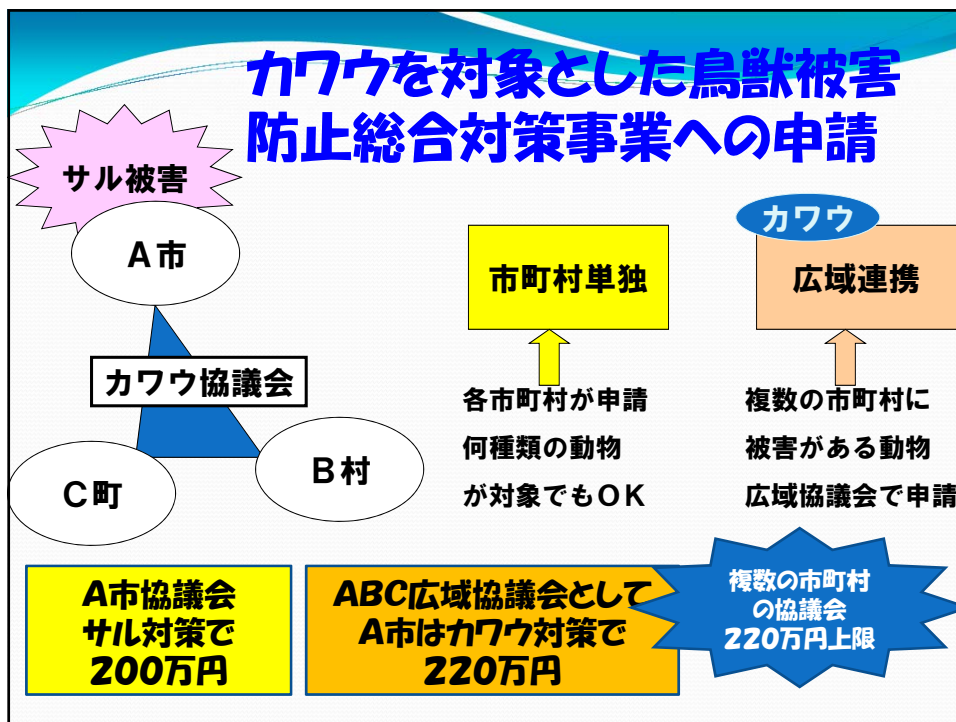 カワウを対象とした鳥獣被害
防止総合対策事業への申請
サル被害
A市
カワウ協議会
C町
B村
市町村単独
各市町村が申請
何種類の動物
が対象でもOK
カワウ
広域連携
複数の市町村に
被害がある動物
広域協議会で申請
A市協議会
サル対策で
200万円
ABC広域協議会として
A市はカワウ対策で
220万円
複数の市町村
の協議会
220万円上限